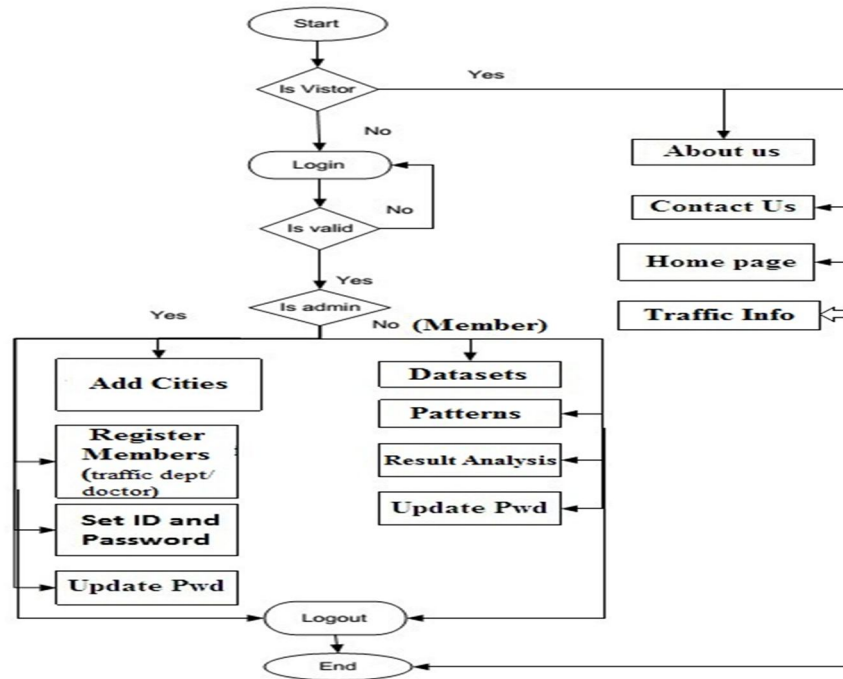 Start
Is Vistor
Yes
No
Login
No
Is valid
Yes
Is admin
Yes
No (Member)
Add Cities
Register
Members
(traffic dept/
doctor)
Set ID and
Password
Update Pwd
Datasets
Patterns
Result Analysis
Update Pwd
About us
Contact Us
Home page
Traffic Info
Logout
End